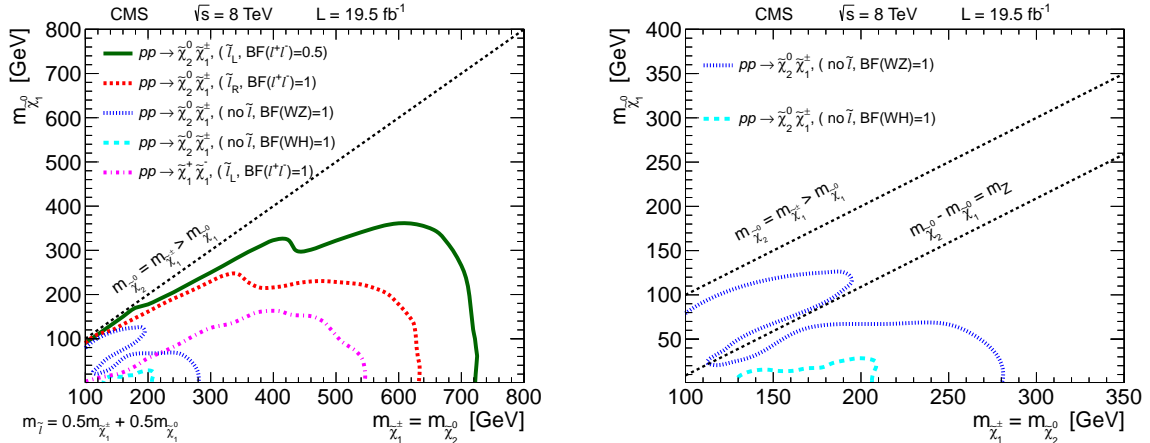 CMS √s = 8 TeV L = 19.5 fb⁻¹
m_χ̃₁⁰ [GeV]
800
700
600
500
400
300
200
100
pp → χ̃₂⁰ χ̃₁±, ( l̃_L, BF(l⁺l⁻)=0.5)
pp → χ̃₂⁰ χ̃₁±, ( l̃_R, BF(l⁺l⁻)=1)
pp → χ̃₂⁰ χ̃₁±, ( no l̃, BF(WZ)=1)
pp → χ̃₂⁰ χ̃₁±, ( no l̃, BF(WH)=1)
pp → χ̃₁⁺ χ̃₁⁻, ( l̃_L, BF(l⁺l⁻)=1)
m_χ̃₂⁰ = m_χ̃₁± > m_χ̃₁⁰
100 200 300 400 500 600 700 800
m_χ̃₁± = m_χ̃₂⁰ [GeV]
m_l̃ = 0.5m_χ̃₁± + 0.5m_χ̃₁⁰
CMS √s = 8 TeV L = 19.5 fb⁻¹
m_χ̃₁⁰ [GeV]
400
350
300
250
200
150
100
50
pp → χ̃₂⁰ χ̃₁±, ( no l̃, BF(WZ)=1)
pp → χ̃₂⁰ χ̃₁±, ( no l̃, BF(WH)=1)
m_χ̃₂⁰ = m_χ̃₁± > m_χ̃₁⁰
m_χ̃₂⁰ - m_χ̃₁⁰ = m_Z
100 150 200 250 300 350
m_χ̃₁± = m_χ̃₂⁰ [GeV]